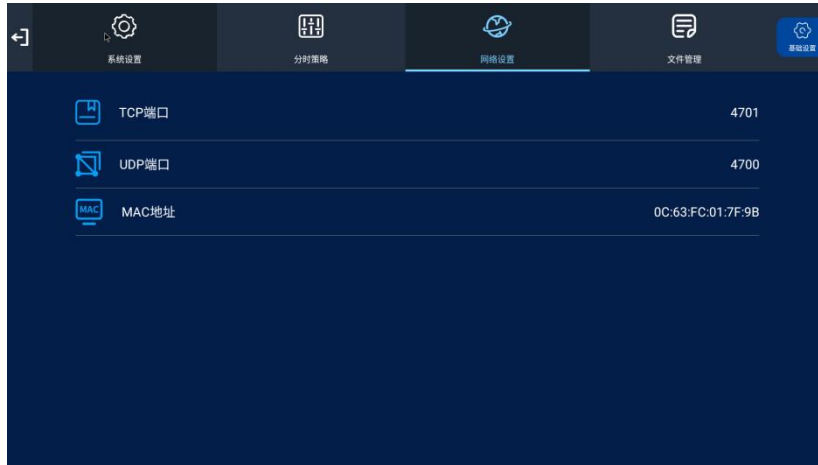 系统设置
分时策略
网络设置
文件管理
基础设置
TCP端口 4701
UDP端口 4700
MAC MAC地址 0C:63:FC:01:7F:9B